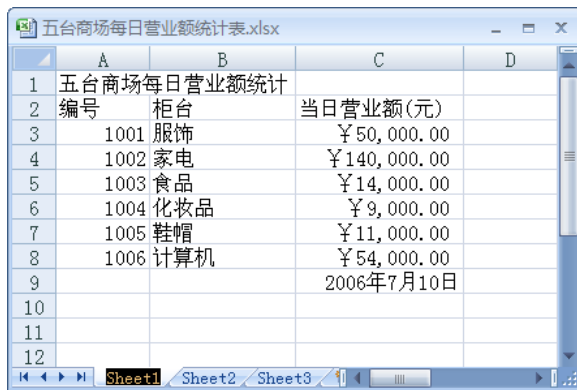 五台商场每日营业额统计表.xlsx
A B C D
1 五台商场每日营业额统计
2 编号 柜台 当日营业额(元)
3 1001 服饰 ￥50,000.00
4 1002 家电 ￥140,000.00
5 1003 食品 ￥14,000.00
6 1004 化妆品 ￥9,000.00
7 1005 鞋帽 ￥11,000.00
8 1006 计算机 ￥54,000.00
9 2006年7月10日
10
11
12
Sheet1 Sheet2 Sheet3